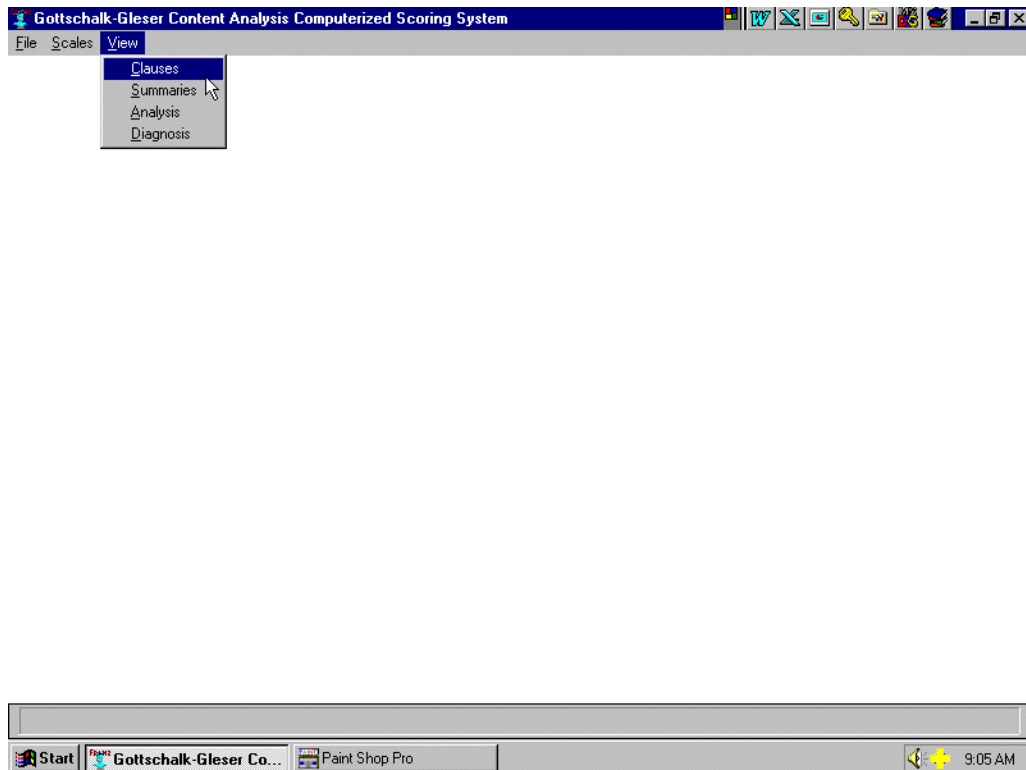 Gottschalk-Gleser Content Analysis Computerized Scoring System
File Scales View
Clauses
Summaries
Analysis
Diagnosis
Start Gottschalk-Gleser Co... Paint Shop Pro 9:05 AM